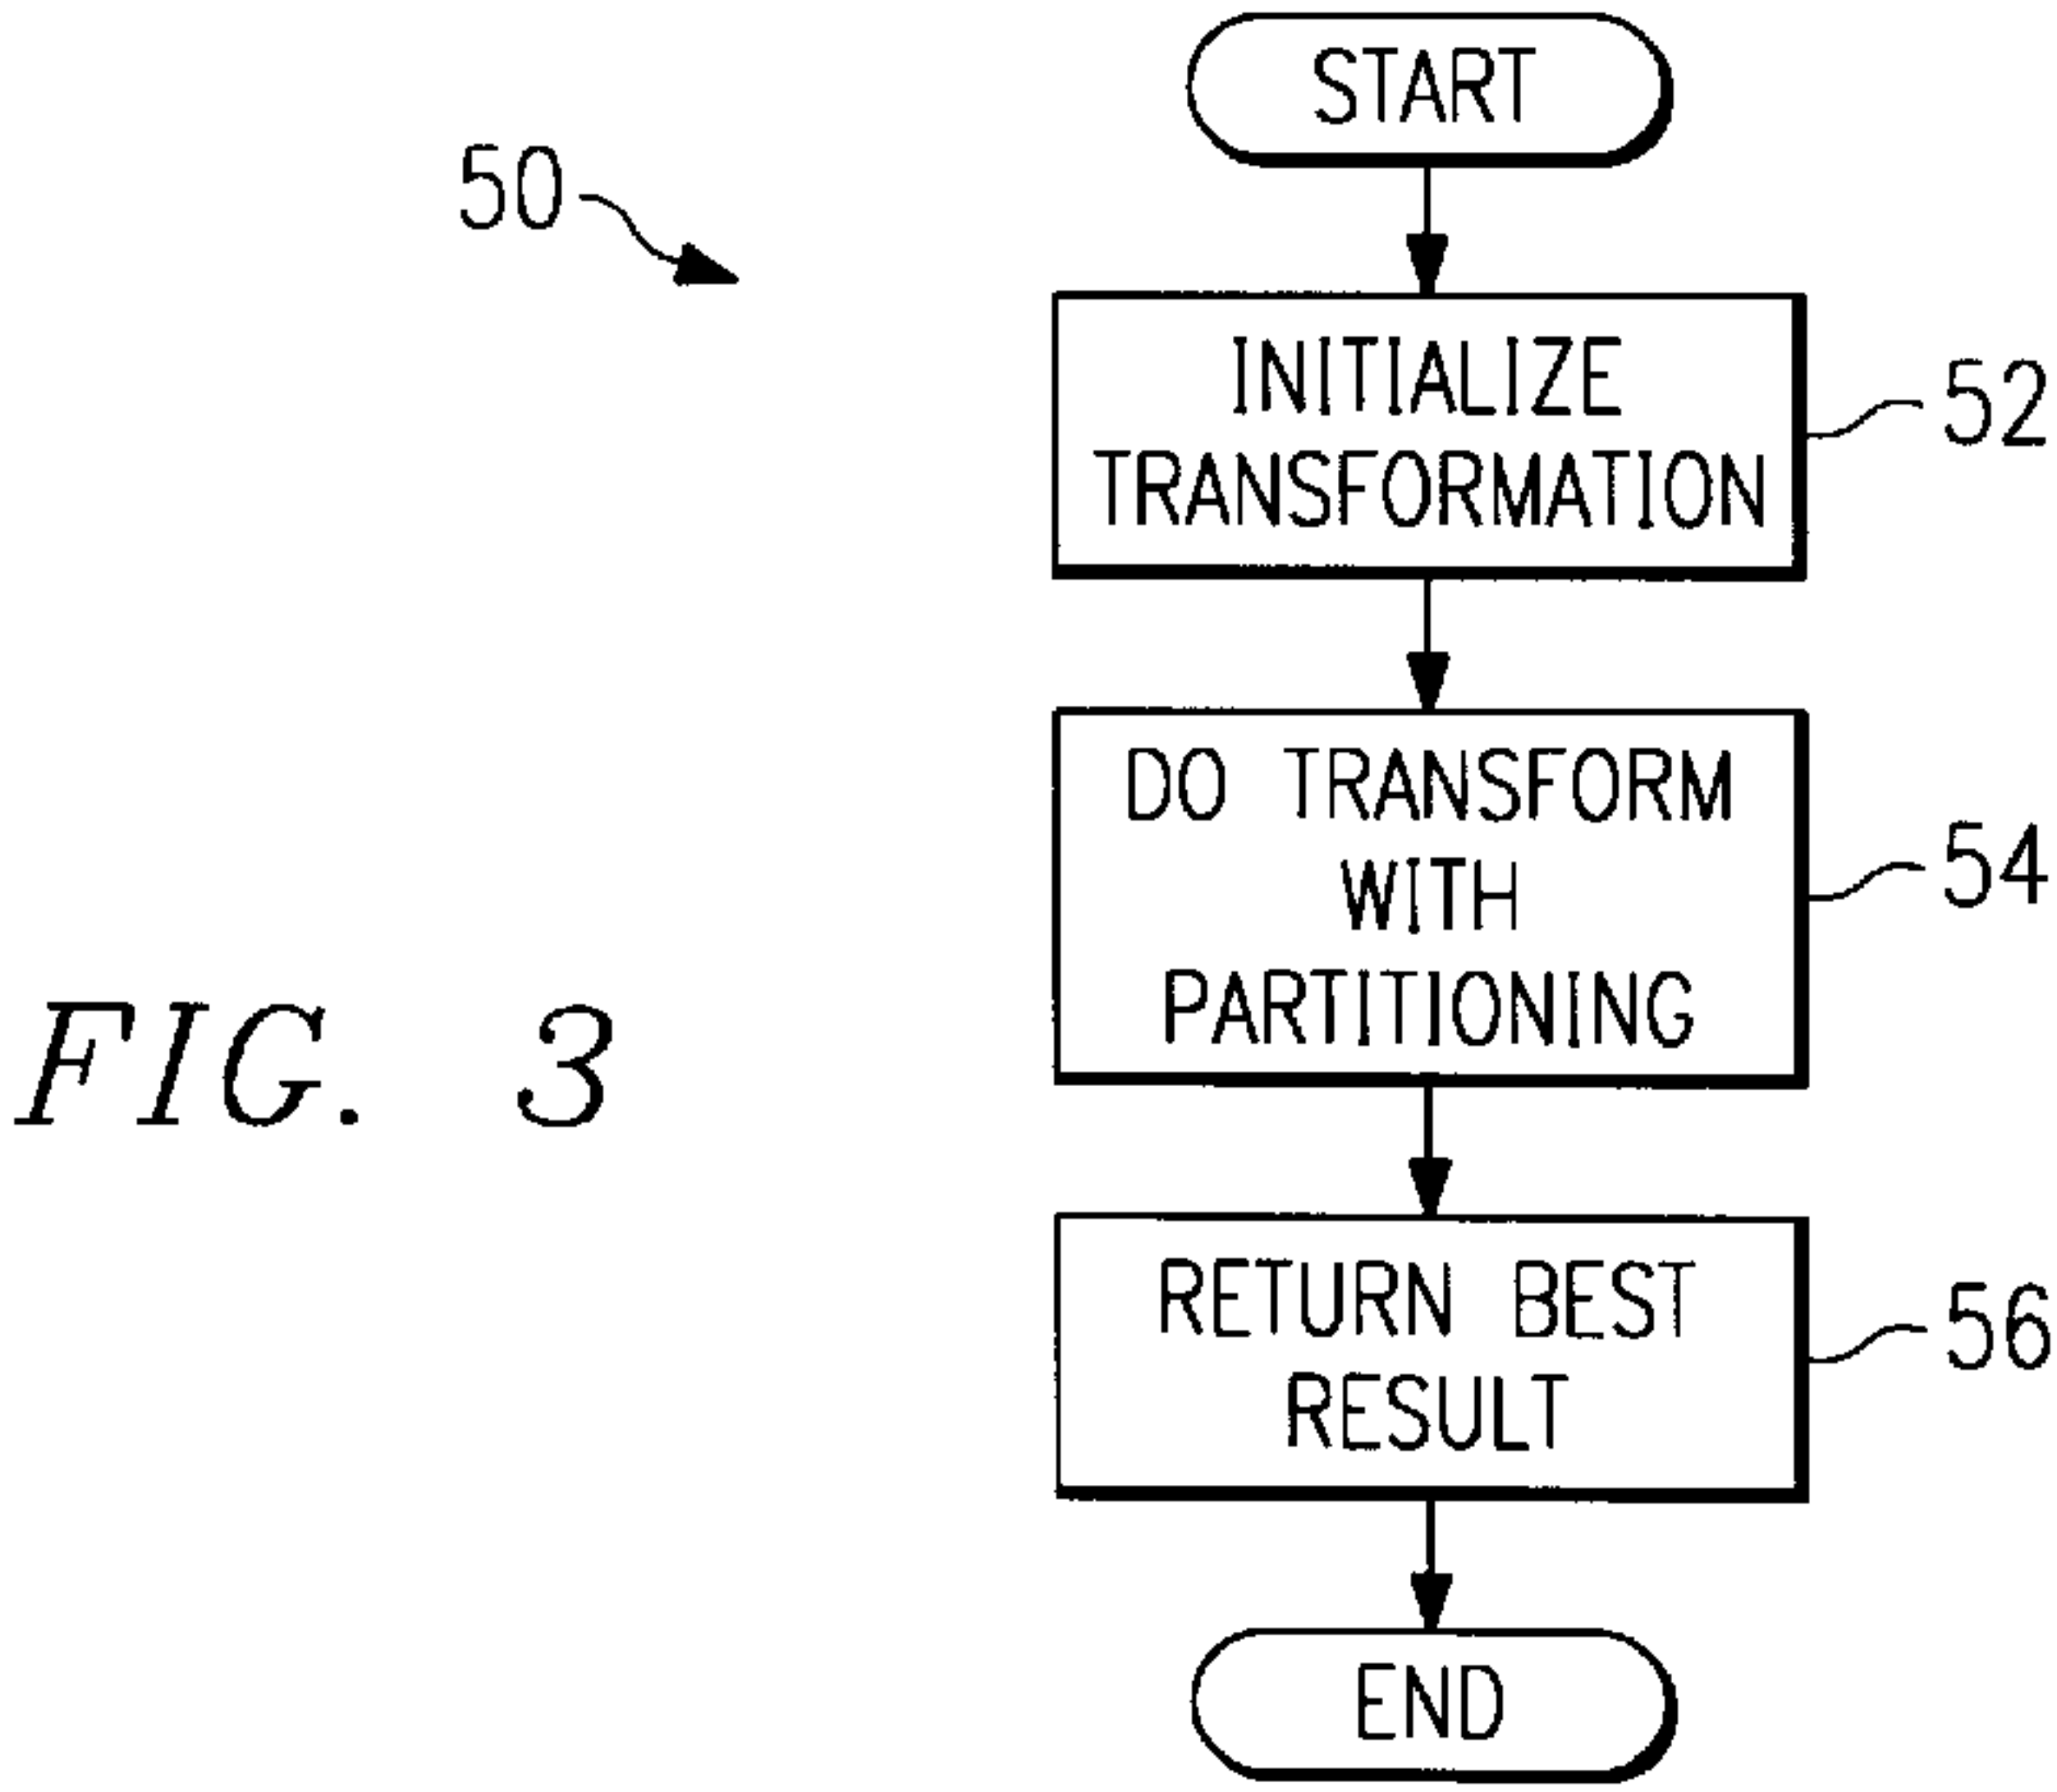 START
50
INITIALIZE
TRANSFORMATION
52
DO TRANSFORM
WITH
PARTITIONING
54
FIG. 3
RETURN BEST
RESULT
56
END